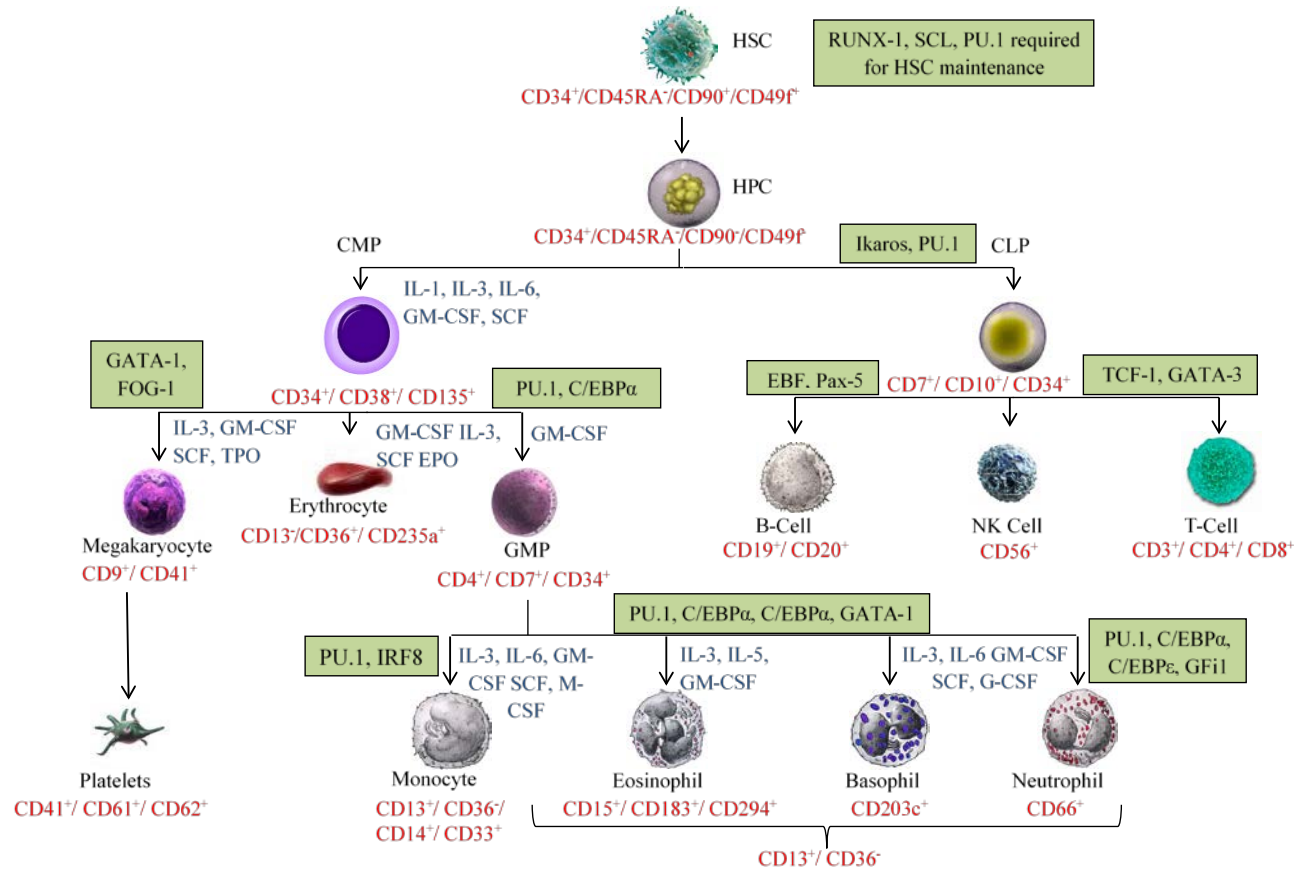 HSC
RUNX-1, SCL, PU.1 required
for HSC maintenance
CD34⁺/CD45RA⁻/CD90⁺/CD49f⁺
HPC
CD34⁺/CD45RA⁻/CD90⁻/CD49f⁻
CMP
Ikaros, PU.1
CLP
IL-1, IL-3, IL-6,
GM-CSF, SCF
GATA-1,
FOG-1
CD34⁺/ CD38⁺/ CD135⁺
PU.1, C/EBPα
EBF. Pax-5
CD7⁺/ CD10⁺/ CD34⁺
TCF-1, GATA-3
IL-3, GM-CSF
SCF, TPO
GM-CSF IL-3,
SCF EPO
GM-CSF
Megakaryocyte
CD9⁺/ CD41⁺
Erythrocyte
CD13⁻/CD36⁺/ CD235a⁺
GMP
CD4⁺/ CD7⁺/ CD34⁺
B-Cell
CD19⁺/ CD20⁺
NK Cell
CD56⁺
T-Cell
CD3⁺/ CD4⁺/ CD8⁺
PU.1, C/EBPα, C/EBPα, GATA-1
PU.1, IRF8
IL-3, IL-6, GM-
CSF SCF, M-
CSF
IL-3, IL-5,
GM-CSF
IL-3, IL-6 GM-CSF
SCF, G-CSF
PU.1, C/EBPα,
C/EBPε, GFi1
Platelets
CD41⁺/ CD61⁺/ CD62⁺
Monocyte
CD13⁺/ CD36⁻/
CD14⁺/ CD33⁺
Eosinophil
CD15⁺/ CD183⁺/ CD294⁺
Basophil
CD203c⁺
Neutrophil
CD66⁺
CD13⁺/ CD36⁻